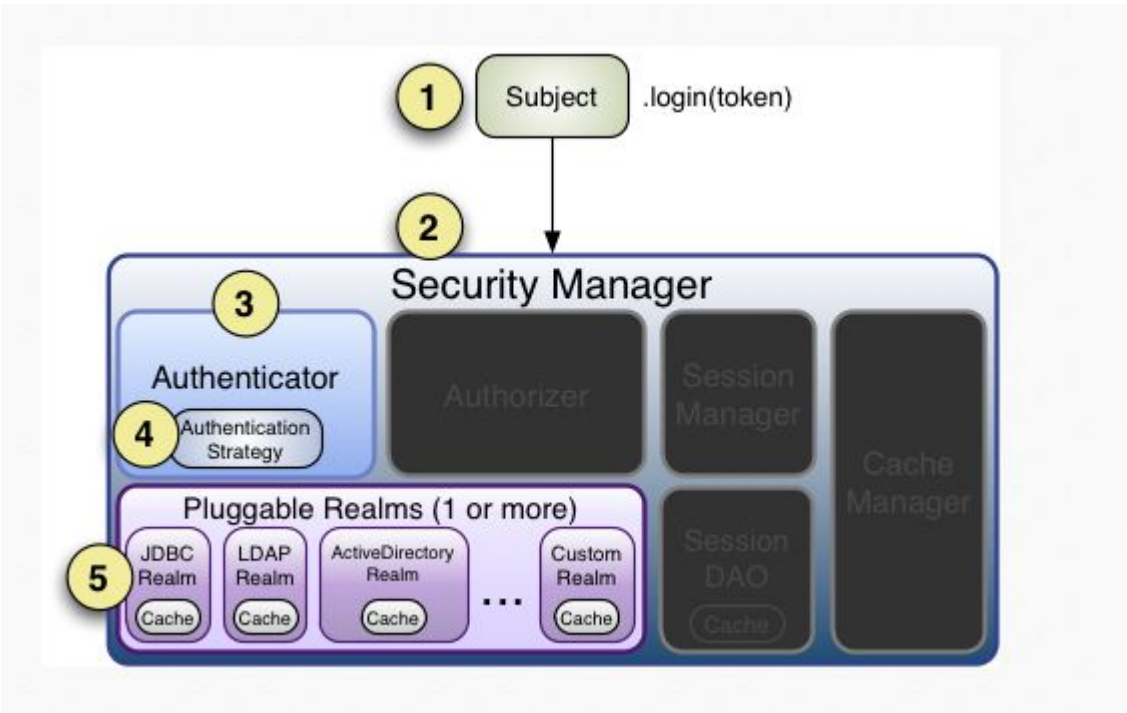 1
Subject
.login(token)
2
Security Manager
3
Authenticator
4
Authentication
Strategy
Authorizer
Session
Manager
Cache
Manager
Pluggable Realms (1 or more)
5
JDBC
Realm
Cache
LDAP
Realm
Cache
ActiveDirectory
Realm
Cache
...
Custom
Realm
Cache
Session
DAO
Cache